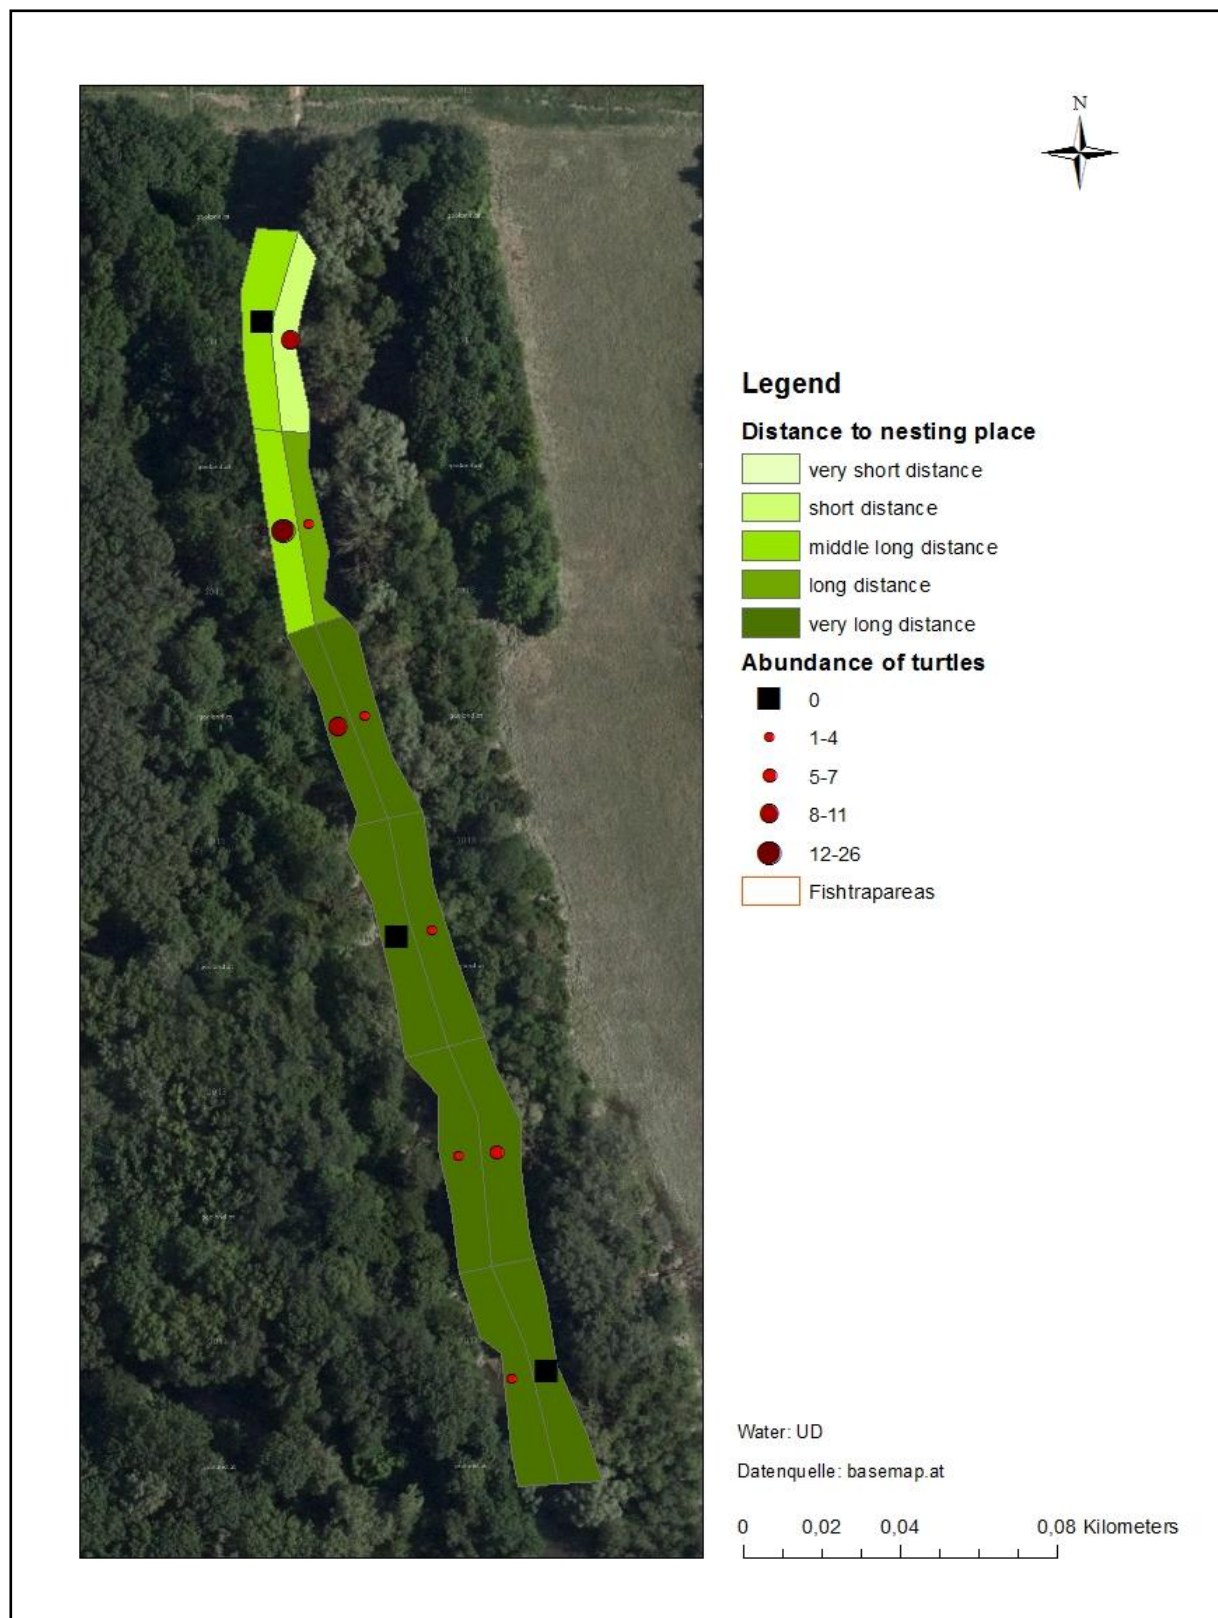 N
Legend
Distance to nesting place
very short distance
short distance
middle long distance
long distance
very long distance
Abundance of turtles
0
1-4
5-7
8-11
12-26
Fishtrapareas
Water: UD
Datenquelle: basemap.at
0 0,02 0,04 0,08 Kilometers